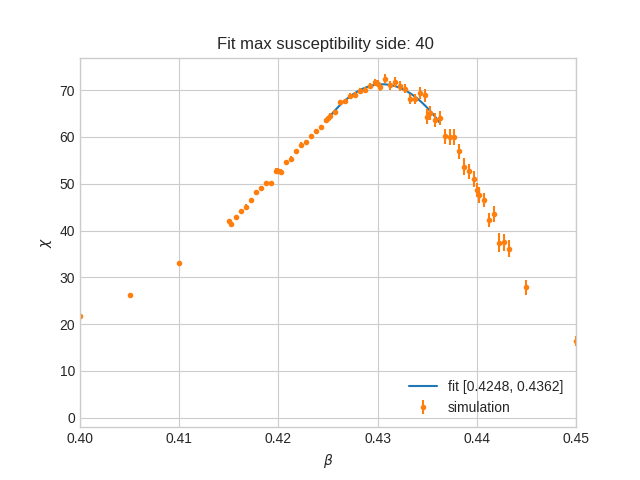 Fit max susceptibility side: 40
χ
70
60
50
40
30
20
10
0
0.40 0.41 0.42 0.43 0.44 0.45
β
fit [0.4248, 0.4362]
simulation